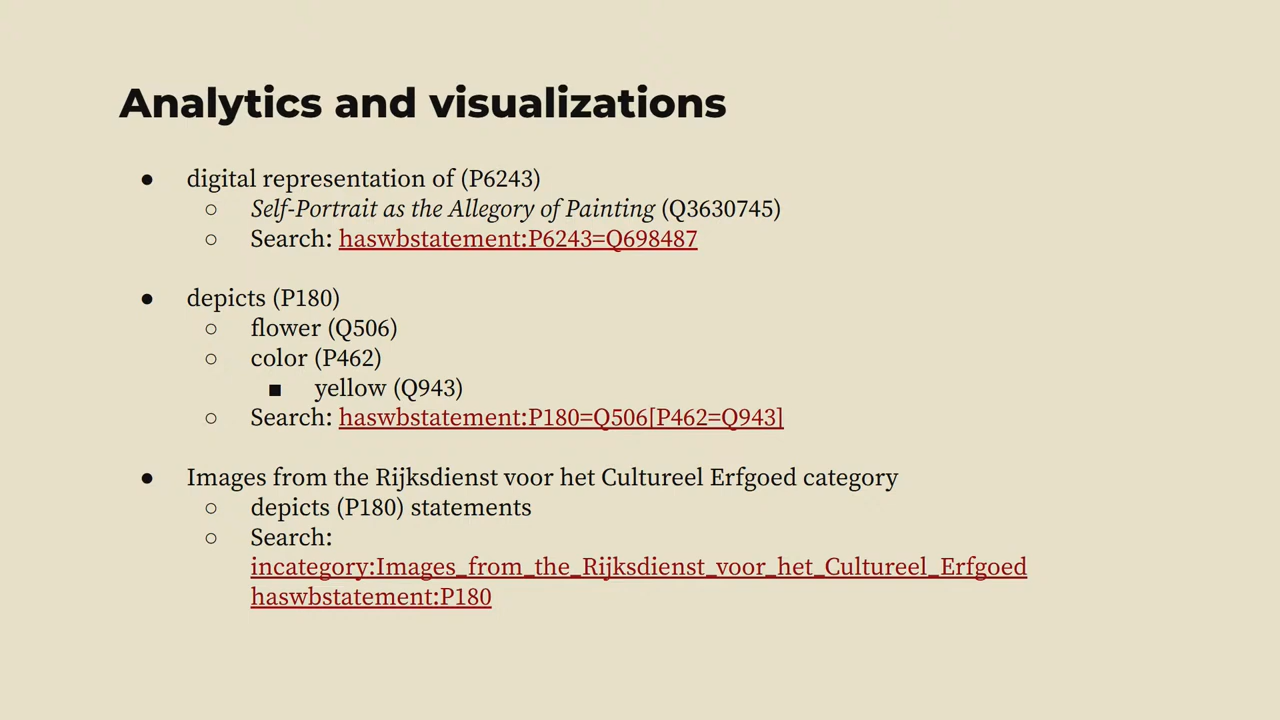 Analytics and visualizations
● digital representation of (P6243)
○ Self-Portrait as the Allegory of Painting (Q3630745)
○ Search: haswbstatement:P6243=Q698487
● depicts (P180)
○ flower (Q506)
○ color (P462)
■ yellow (Q943)
○ Search: haswbstatement:P180=Q506[P462=Q943]
● Images from the Rijksdienst voor het Cultureel Erfgoed category
○ depicts (P180) statements
○ Search:
incategory:Images_from_the_Rijksdienst_voor_het_Cultureel_Erfgoed
haswbstatement:P180